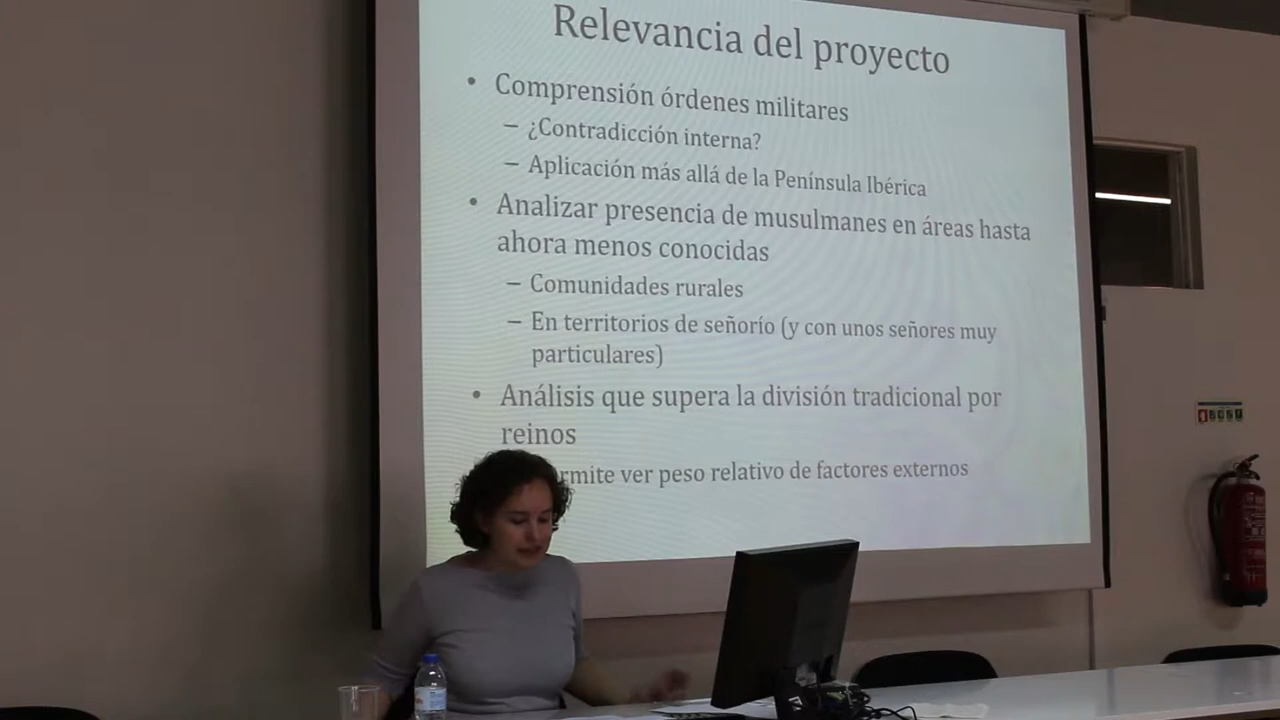 Relevancia del proyecto
• Comprensión órdenes militares
– ¿Contradicción interna?
– Aplicación más allá de la Península Ibérica
• Analizar presencia de musulmanes en áreas hasta
ahora menos conocidas
– Comunidades rurales
– En territorios de señorío (y con unos señores muy
particulares)
• Análisis que supera la división tradicional por
reinos
rmite ver peso relativo de factores externos